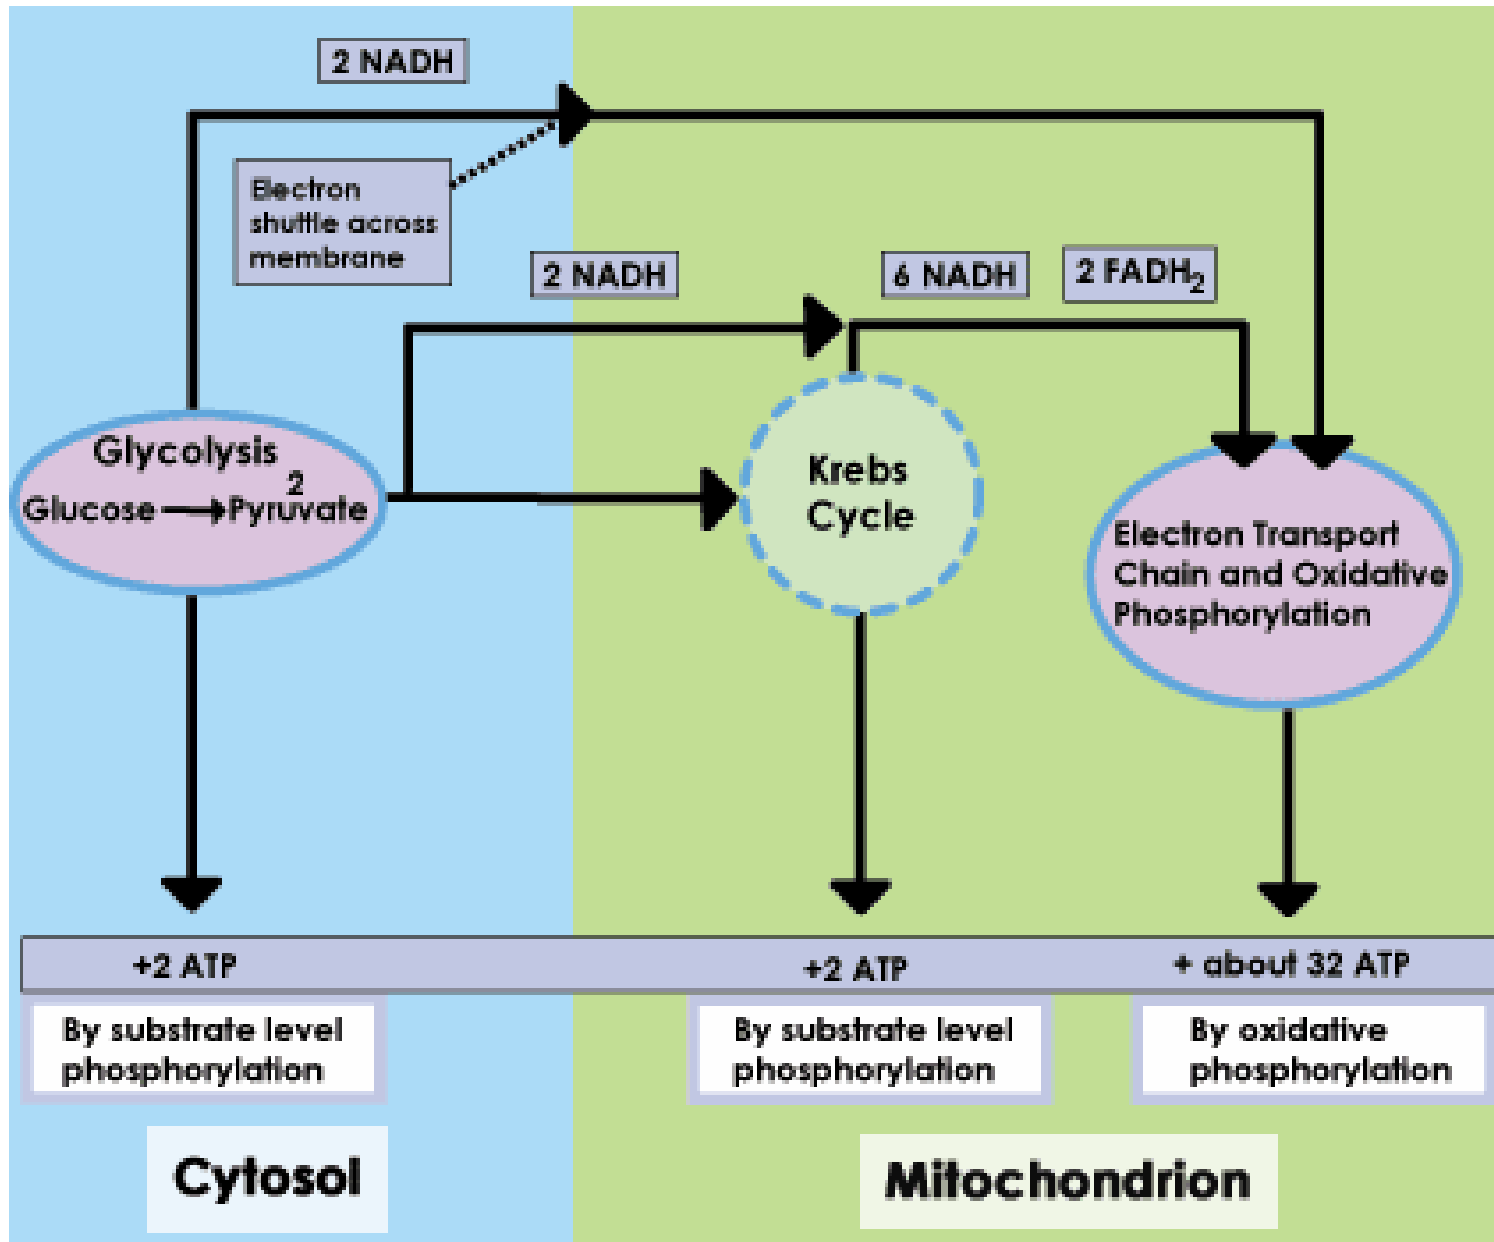 2 NADH
Electron
shuttle across
membrane
2 NADH
6 NADH
2 FADH₂
Glycolysis
2
Glucose → Pyruvate
Krebs
Cycle
Electron Transport
Chain and Oxidative
Phosphorylation
+2 ATP
+2 ATP
+ about 32 ATP
By substrate level
phosphorylation
By substrate level
phosphorylation
By oxidative
phosphorylation
Cytosol
Mitochondrion